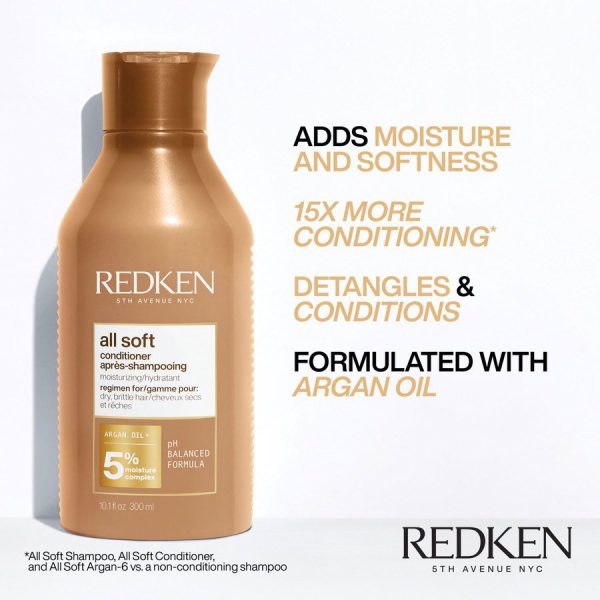 REDKEN
5TH AVENUE NYC
all soft
conditioner
après-shampooing
moisturizing/hydratant
regimen for/gamme pour:
dry, brittle hair/cheveux secs
et rêches
ARGAN OIL+
5%
moisture
complex
pH
BALANCED
FORMULA
10.1 fl oz 300 ml
ADDS MOISTURE
AND SOFTNESS
15X MORE
CONDITIONING*
DETANGLES &
CONDITIONS
FORMULATED WITH
ARGAN OIL
*All Soft Shampoo, All Soft Conditioner,
and All Soft Argan-6 vs. a non-conditioning shampoo
REDKEN
5TH AVENUE NYC